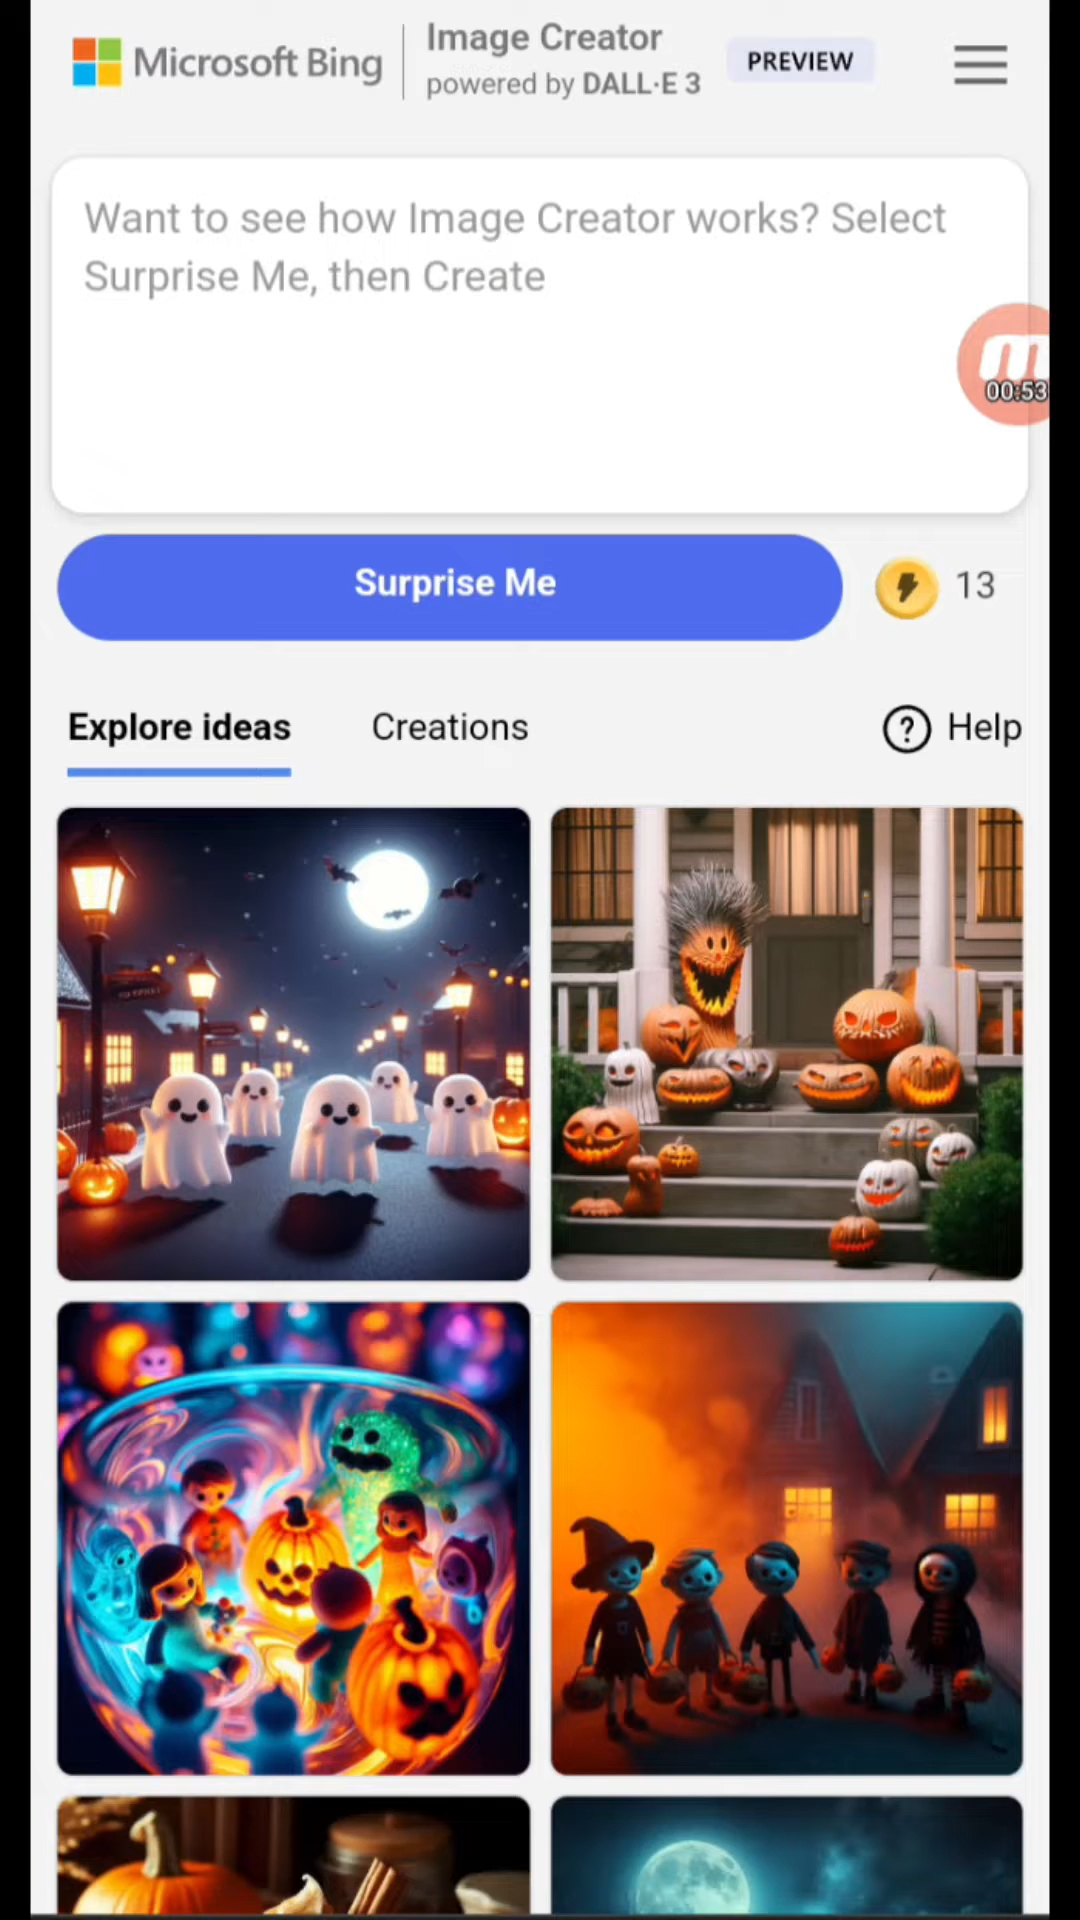 Microsoft Bing
Image Creator
powered by DALL·E 3
PREVIEW
Want to see how Image Creator works? Select
Surprise Me, then Create
00:53
Surprise Me
13
Explore ideas
Creations
Help